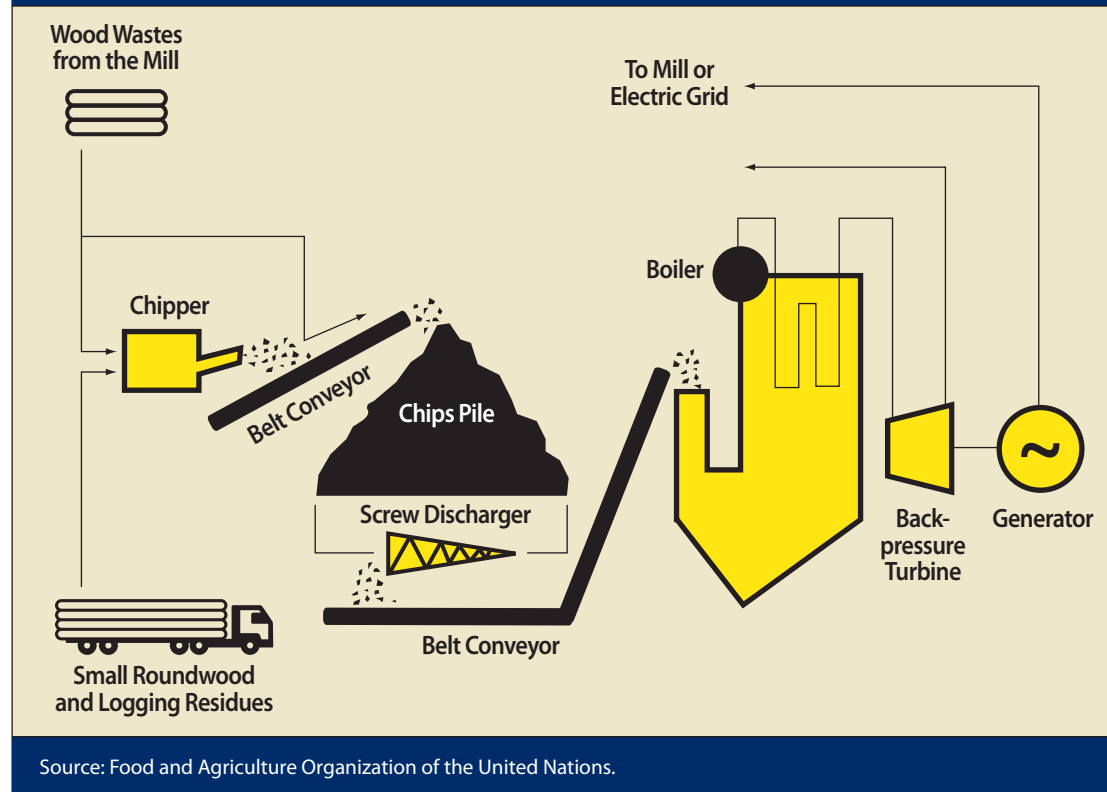 Wood Wastes
from the Mill
To Mill or
Electric Grid
Boiler
Chipper
Belt Conveyor
Chips Pile
Screw Discharger
Back-
pressure
Turbine
Generator
~
Belt Conveyor
Small Roundwood
and Logging Residues
Source: Food and Agriculture Organization of the United Nations.